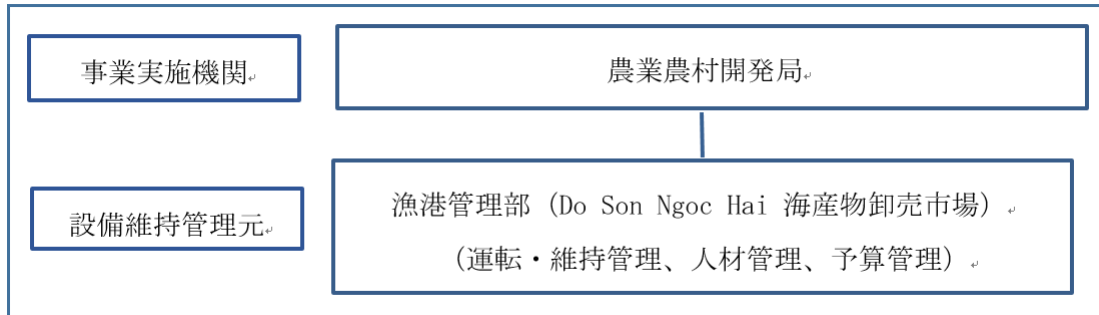 事業実施機関
農業農村開発局
設備維持管理元
漁港管理部（Do Son Ngoc Hai 海産物卸売市場）
（運転・維持管理、人材管理、予算管理）